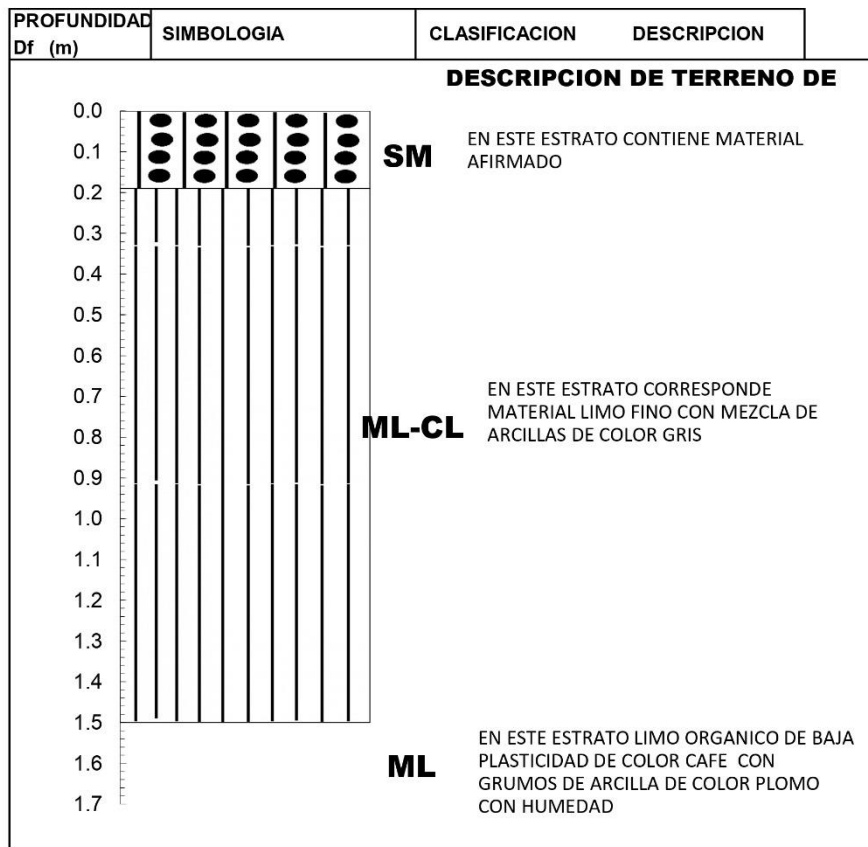 PROFUNDIDAD
Df (m)
SIMBOLOGIA
CLASIFICACION
DESCRIPCION
DESCRIPCION DE TERRENO DE
0.0
0.1
0.2
0.3
0.4
0.5
0.6
0.7
0.8
0.9
1.0
1.1
1.2
1.3
1.4
1.5
1.6
1.7
SM
EN ESTE ESTRATO CONTIENE MATERIAL
AFIRMADO
ML-CL
EN ESTE ESTRATO CORRESPONDE
MATERIAL LIMO FINO CON MEZCLA DE
ARCILLAS DE COLOR GRIS
ML
EN ESTE ESTRATO LIMO ORGANICO DE BAJA
PLASTICIDAD DE COLOR CAFE CON
GRUMOS DE ARCILLA DE COLOR PLOMO
CON HUMEDAD